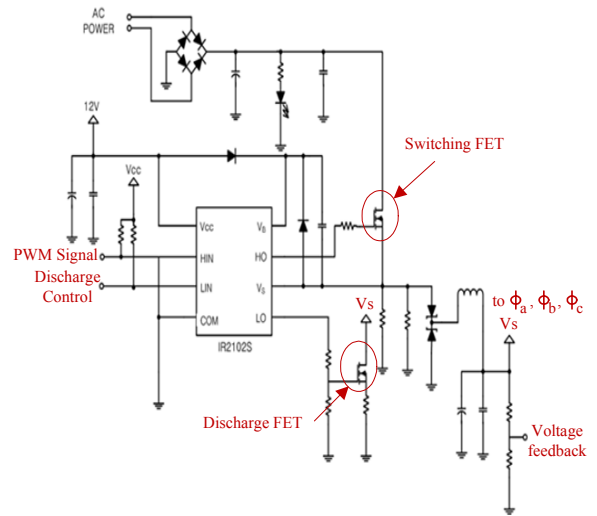 AC
POWER
12V
Vcc
Switching FET
PWM Signal
Discharge
Control
Vcc
HIN
LIN
COM
VB
HO
VS
LO
IR2102S
Vs
Discharge FET
to ϕa, ϕb, ϕc
Vs
Voltage
feedback